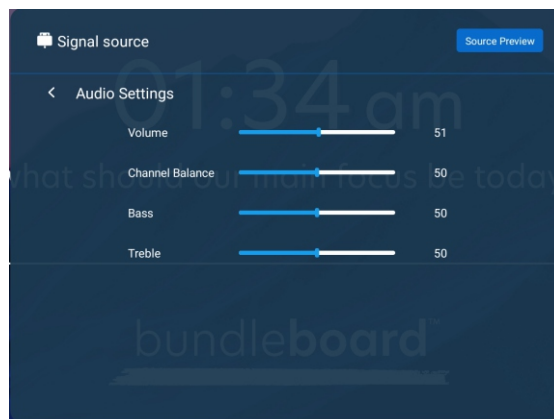 Signal source
Source Preview
01:34 am
Audio Settings
Volume 51
what should our main focus be today
Channel Balance 50
Bass 50
Treble 50
bundleboard™